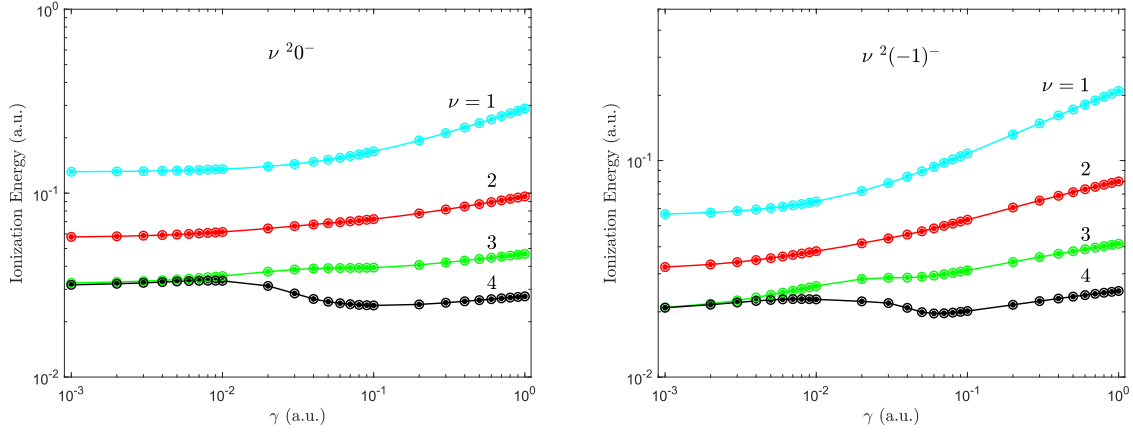 10⁰
ν ²0⁻
ν = 1
10⁻¹
2
3
4
10⁻²
10⁻³
10⁻²
10⁻¹
10⁰
γ (a.u.)
Ionization Energy (a.u.)
ν ²(−1)⁻
ν = 1
10⁻¹
2
3
4
10⁻²
10⁻³
10⁻²
10⁻¹
10⁰
γ (a.u.)
Ionization Energy (a.u.)